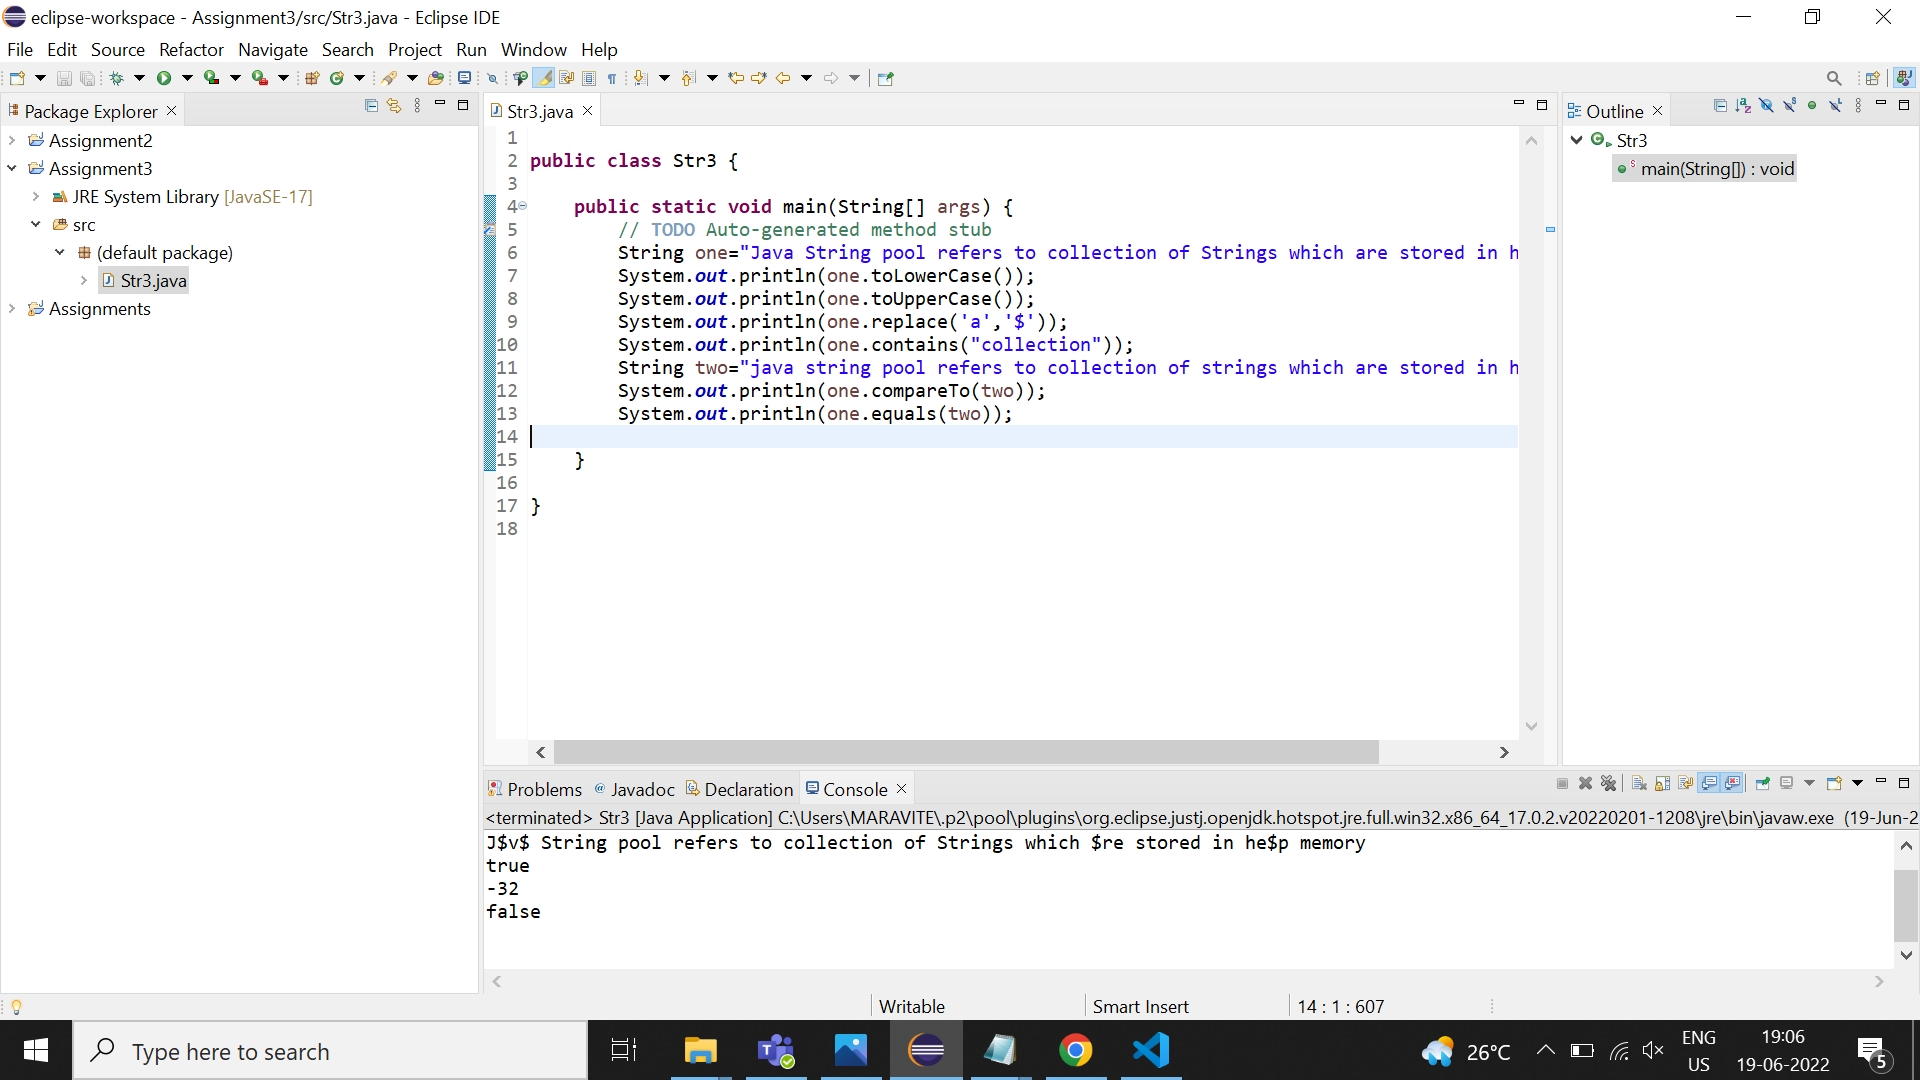 eclipse-workspace - Assignment3/src/Str3.java - Eclipse IDE
File Edit Source Refactor Navigate Search Project Run Window Help
Package Explorer
Assignment2
Assignment3
JRE System Library [JavaSE-17]
src
(default package)
Str3.java
Assignments
Str3.java
1
2 public class Str3 {
3
4 public static void main(String[] args) {
5 // TODO Auto-generated method stub
6 String one="Java String pool refers to collection of Strings which are stored in h
7 System.out.println(one.toLowerCase());
8 System.out.println(one.toUpperCase());
9 System.out.println(one.replace('a','$'));
10 System.out.println(one.contains("collection"));
11 String two="java string pool refers to collection of strings which are stored in h
12 System.out.println(one.compareTo(two));
13 System.out.println(one.equals(two));
14
15 }
16
17 }
18
Outline
Str3
main(String[]) : void
Problems Javadoc Declaration Console
<terminated> Str3 [Java Application] C:\Users\MARAVITE\.p2\pool\plugins\org.eclipse.justj.openjdk.hotspot.jre.full.win32.x86_64_17.0.2.v20220201-1208\jre\bin\javaw.exe (19-Jun-2
J$v$ String pool refers to collection of Strings which $re stored in he$p memory
true
-32
false
Writable Smart Insert 14 : 1 : 607
Type here to search
26°C
ENG
US
19:06
19-06-2022
5